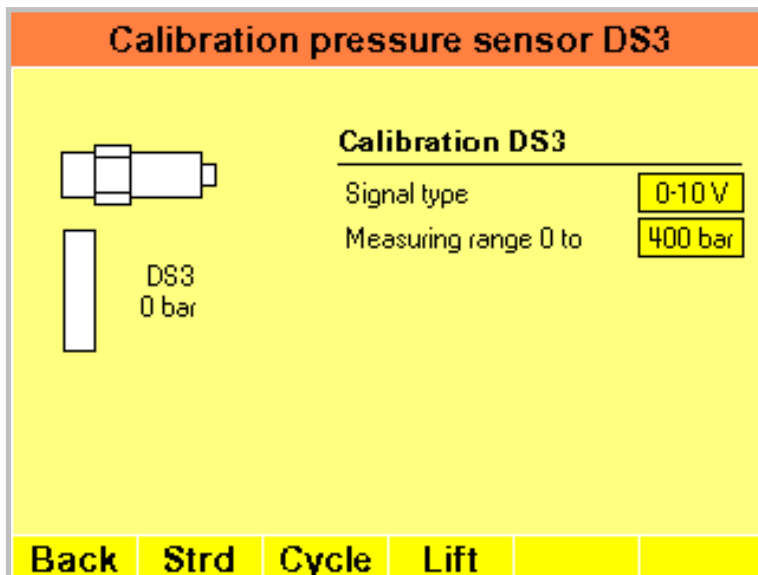 Calibration pressure sensor DS3
Calibration DS3
Signal type 0-10 V
Measuring range 0 to 400 bar
DS3
0 bar
Back Strd Cycle Lift